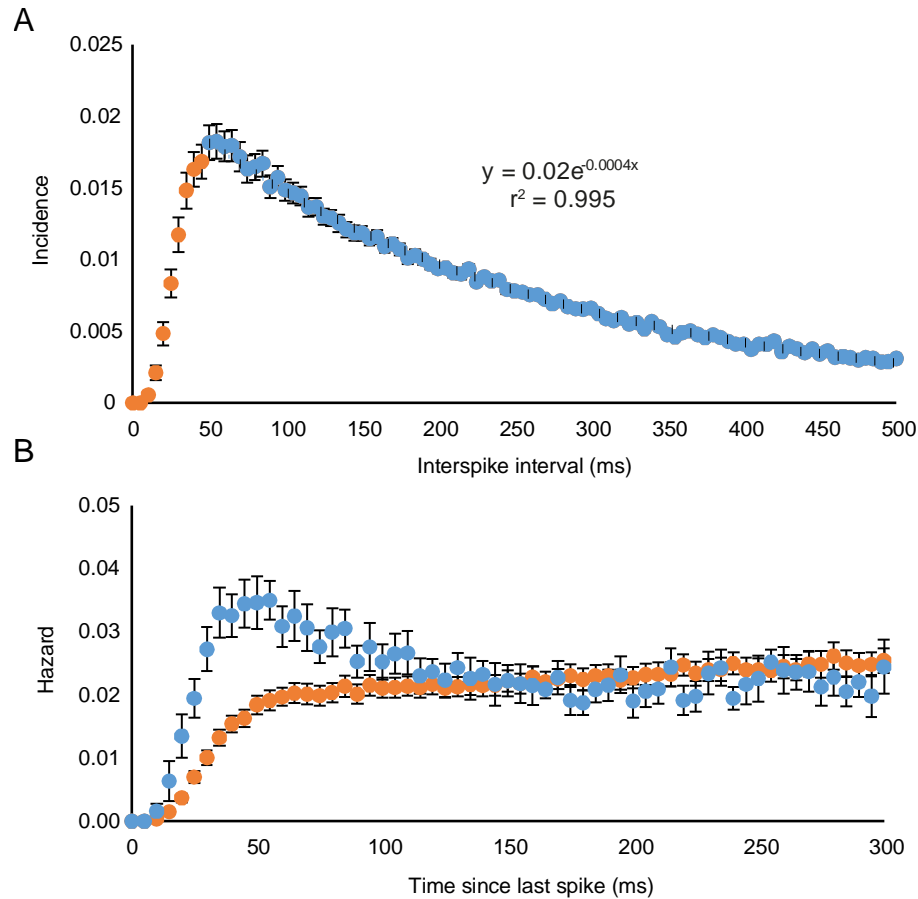 A
0.025
0.02
0.015
0.01
0.005
0
Incidence
y = 0.02e^-0.0004x
r² = 0.995
0 50 100 150 200 250 300 350 400 450 500
Interspike interval (ms)
B
0.05
0.04
0.03
0.02
0.01
0.00
Hazard
0 50 100 150 200 250 300
Time since last spike (ms)